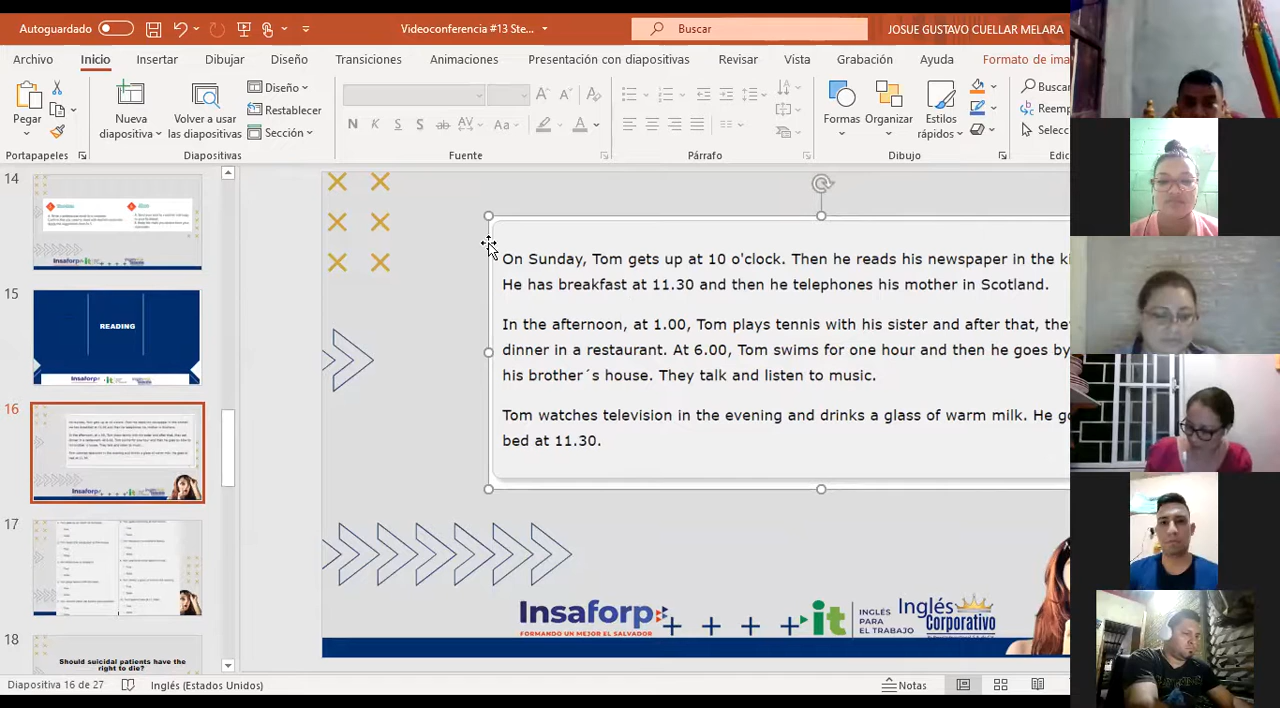 Autoguardado
Videoconferencia #13 Ste...
Buscar
JOSUE GUSTAVO CUELLAR MELARA
Archivo Inicio Insertar Dibujar Diseño Transiciones Animaciones Presentación con diapositivas Revisar Vista Grabación Ayuda Formato de ima
Pegar
Portapapeles
Nueva diapositiva
Volver a usar las diapositivas
Diseño
Restablecer
Sección
Diapositivas
N K S S ab AV Aa A
Fuente
Párrafo
Formas
Organizar
Estilos rápidos
Dibujo
Buscar
Reemp
Selecc
Edic
14
15
READING
16
17
18
Should suicidal patients have the
right to die?
On Sunday, Tom gets up at 10 o'clock. Then he reads his newspaper in the ki
He has breakfast at 11.30 and then he telephones his mother in Scotland.
In the afternoon, at 1.00, Tom plays tennis with his sister and after that, they
dinner in a restaurant. At 6.00, Tom swims for one hour and then he goes by
his brother´s house. They talk and listen to music.
Tom watches television in the evening and drinks a glass of warm milk. He go
bed at 11.30.
Insaforp
FORMANDO UN MEJOR EL SALVADOR
it
INGLÉS
PARA
EL TRABAJO
Inglés
Corporativo
Diapositiva 16 de 27
Inglés (Estados Unidos)
Notas